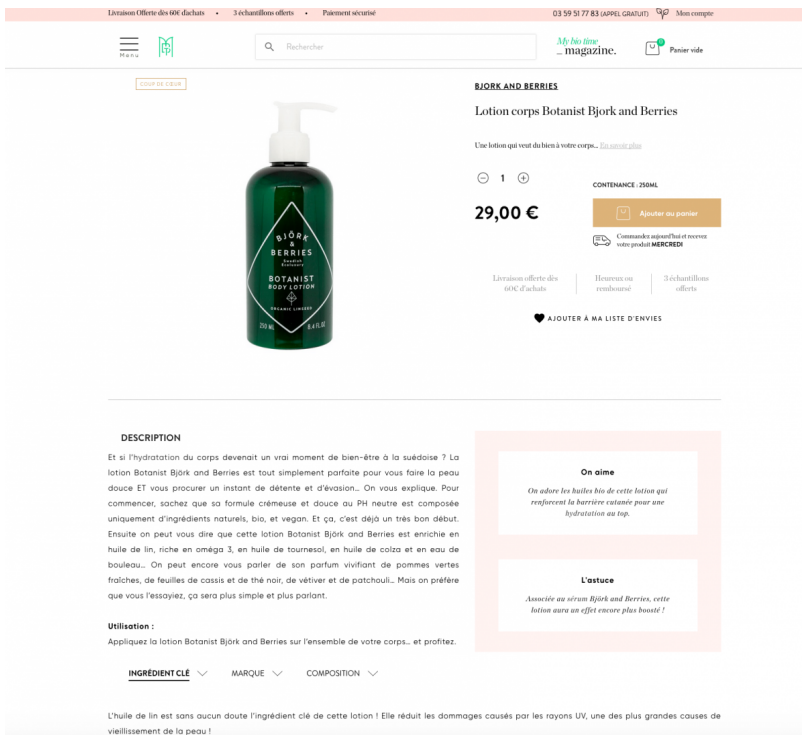 Livraison Offerte dès 60€ d'achats • 3 échantillons offerts • Paiement sécurisé
03 59 51 77 83 (APPEL GRATUIT) Mon compte
Menu
Rechercher
My bio time
magazine.
0
Panier vide
COUP DE CŒUR
BJORK AND BERRIES
Lotion corps Botanist Bjork and Berries
Une lotion qui veut du bien à votre corps... En savoir plus
1
CONTENANCE : 250ML
29,00 €
Ajouter au panier
Commandez aujourd'hui et recevez
votre produit MERCREDI
Livraison offerte dès
60€ d'achats
Heureux ou
remboursé
3 échantillons
offerts
AJOUTER À MA LISTE D'ENVIES
BJÖRK
&
BERRIES
Swedish
Ecoluxury
BOTANIST
BODY LOTION
ORGANIC LINSEED
250 ML 8.4 FL OZ
DESCRIPTION
Et si l'hydratation du corps devenait un vrai moment de bien-être à la suédoise ? La
lotion Botanist Björk and Berries est tout simplement parfaite pour vous faire la peau
douce ET vous procurer un instant de détente et d'évasion... On vous explique. Pour
commencer, sachez que sa formule crémeuse et douce au PH neutre est composée
uniquement d'ingrédients naturels, bio, et vegan. Et ça, c'est déjà un très bon début.
Ensuite on peut vous dire que cette lotion Botanist Björk and Berries est enrichie en
huile de lin, riche en oméga 3, en huile de tournesol, en huile de colza et en eau de
bouleau... On peut encore vous parler de son parfum vivifiant de pommes vertes
fraîches, de feuilles de cassis et de thé noir, de vétiver et de patchouli... Mais on préfère
que vous l'essayiez, ça sera plus simple et plus parlant.
Utilisation :
Appliquez la lotion Botanist Björk and Berries sur l'ensemble de votre corps... et profitez.
On aime
On adore les huiles bio de cette lotion qui
renforcent la barrière cutanée pour une
hydratation au top.
L'astuce
Associée au sérum Björk and Berries, cette
lotion aura un effet encore plus boosté !
INGRÉDIENT CLÉ MARQUE COMPOSITION
L'huile de lin est sans aucun doute l'ingrédient clé de cette lotion ! Elle réduit les dommages causés par les rayons UV, une des plus grandes causes de
vieillissement de la peau !